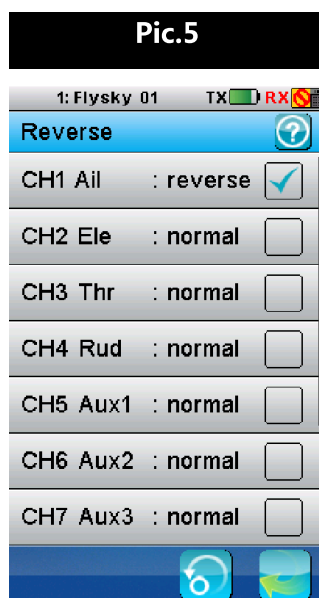 Pic.5
1: Flysky 01 TX RX
Reverse ?
CH1 Ail : reverse
CH2 Ele : normal
CH3 Thr : normal
CH4 Rud : normal
CH5 Aux1 : normal
CH6 Aux2 : normal
CH7 Aux3 : normal